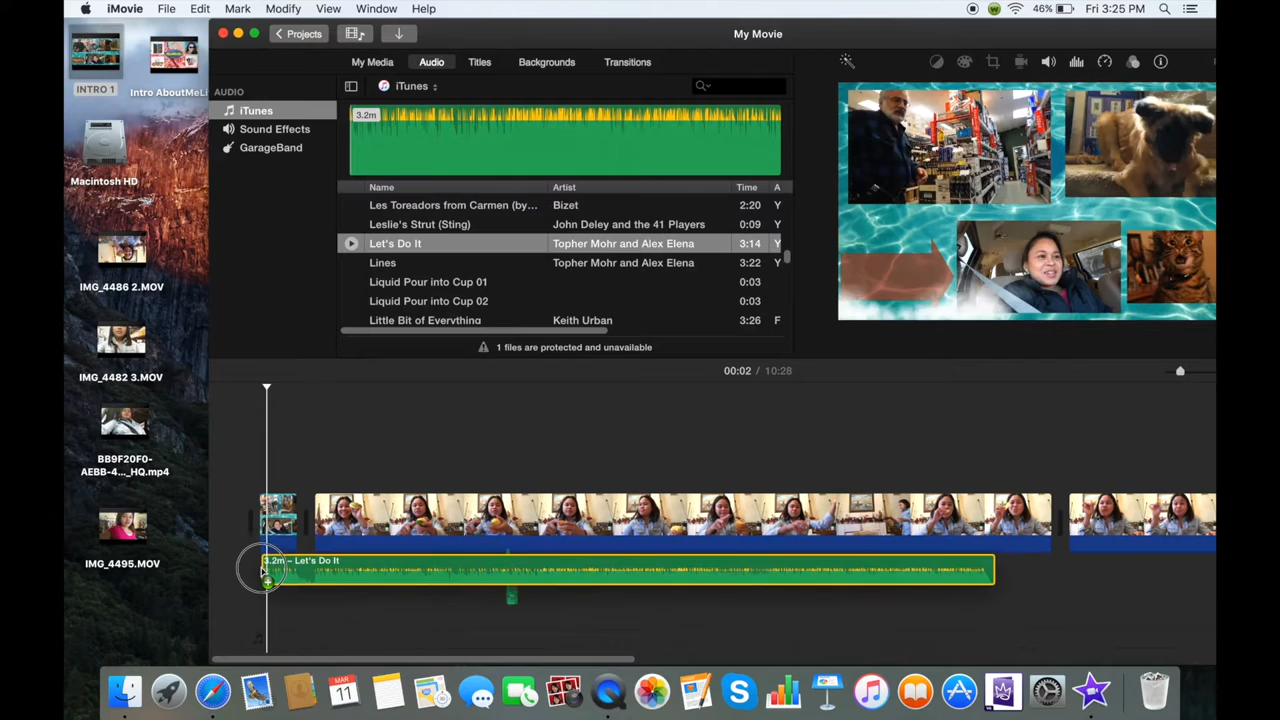 iMovie File Edit Mark Modify View Window Help 46% Fri 3:25 PM
Projects My Movie
My Media Audio Titles Backgrounds Transitions
INTRO 1
Intro AboutMeLi
Macintosh HD
IMG_4486 2.MOV
IMG_4482 3.MOV
BB9F20F0-
AEBB-4..._HQ.mp4
IMG_4495.MOV
AUDIO
iTunes
Sound Effects
GarageBand
iTunes
3.2m
Name Artist Time A
Les Toreadors from Carmen (by... Bizet 2:20 Y
Leslie's Strut (Sting) John Deley and the 41 Players 0:09 Y
Let's Do It Topher Mohr and Alex Elena 3:14 Y
Lines Topher Mohr and Alex Elena 3:22 Y
Liquid Pour into Cup 01 0:03
Liquid Pour into Cup 02 0:03
Little Bit of Everything Keith Urban 3:26 F
1 files are protected and unavailable
00:02 / 10:28
3.2m – Let's Do It
MAR
11